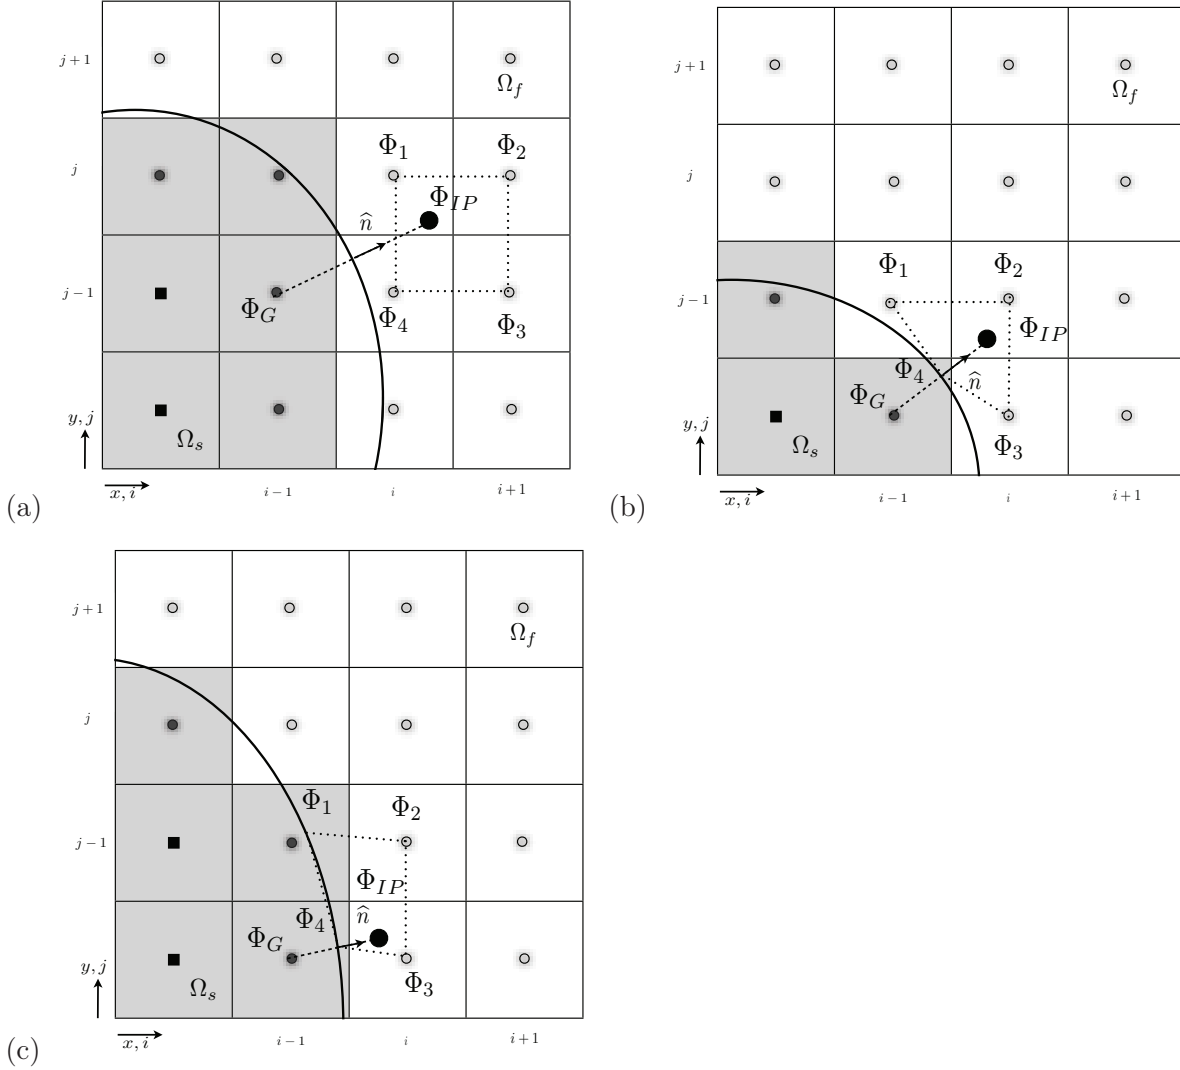 j+1
Ω_f
Φ_1 Φ_2
j
Φ_IP
n̂
j−1
Φ_G Φ_4 Φ_3
y, j
Ω_s
(a)
x, i
i−1 i i+1
j+1
Ω_f
j
Φ_1 Φ_2
j−1
Φ_IP
Φ_4 n̂
Φ_G
y, j
Ω_s Φ_3
(b)
x, i
i−1 i i+1
j+1
Ω_f
j
Φ_1 Φ_2
j−1
Φ_IP
Φ_4 n̂
Φ_G
y, j
Ω_s Φ_3
(c)
x, i
i−1 i i+1